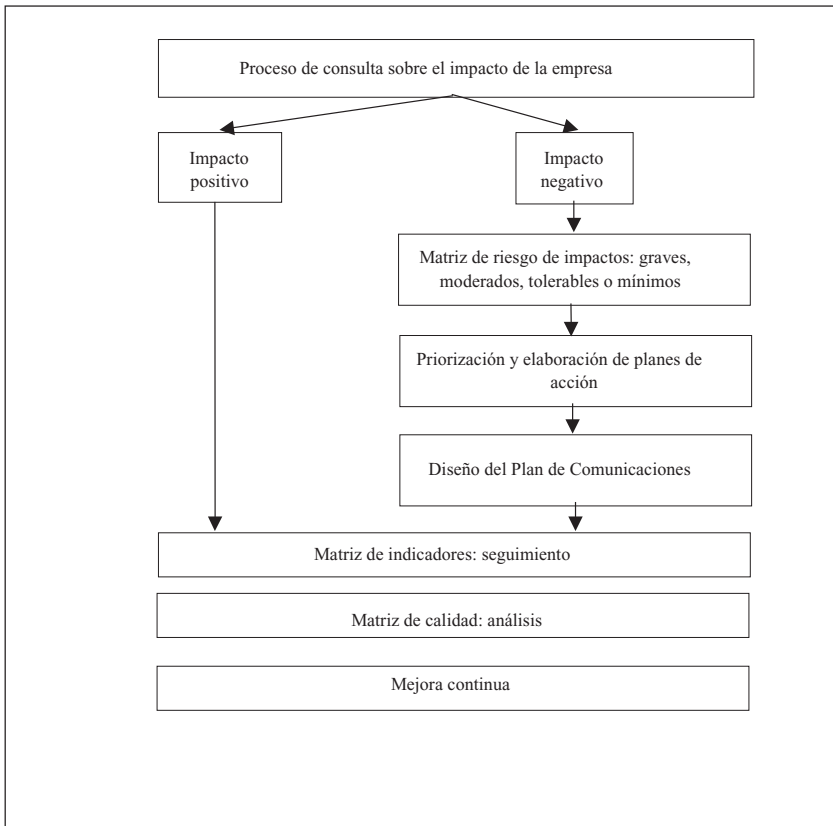 Proceso de consulta sobre el impacto de la empresa
Impacto
positivo
Impacto
negativo
Matriz de riesgo de impactos: graves,
moderados, tolerables o mínimos
Priorización y elaboración de planes de
acción
Diseño del Plan de Comunicaciones
Matriz de indicadores: seguimiento
Matriz de calidad: análisis
Mejora continua